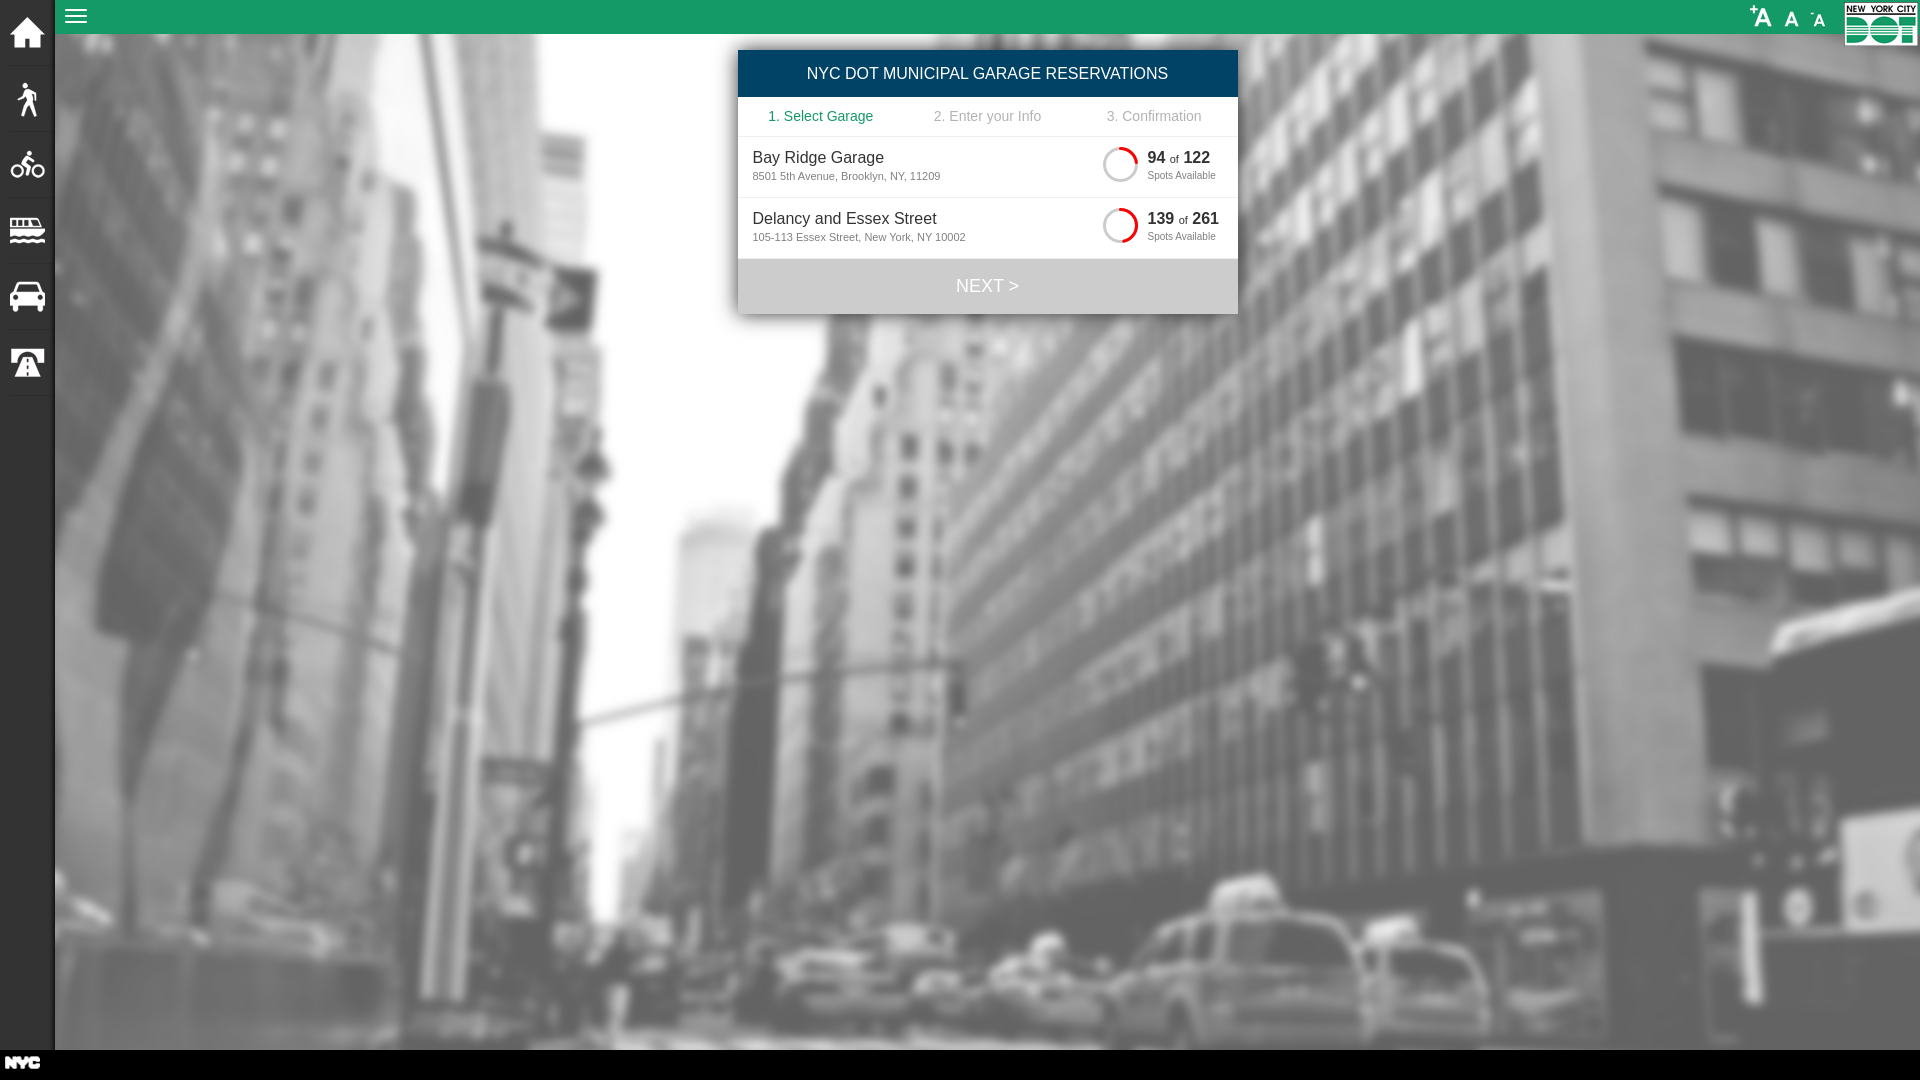 +A A -A
NEW YORK CITY
DOT
NYC DOT MUNICIPAL GARAGE RESERVATIONS
1. Select Garage 2. Enter your Info 3. Confirmation
Bay Ridge Garage
8501 5th Avenue, Brooklyn, NY, 11209
94 of 122
Spots Available
Delancy and Essex Street
105-113 Essex Street, New York, NY 10002
139 of 261
Spots Available
NEXT >
NYC